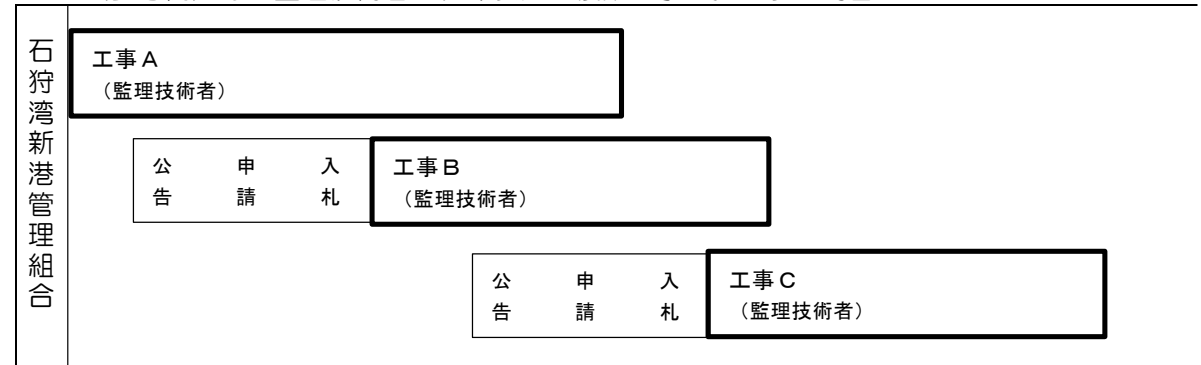 石狩湾新港管理組合
工事A
（監理技術者）
公告 申請 入札
工事B
（監理技術者）
公告 申請 入札
工事C
（監理技術者）